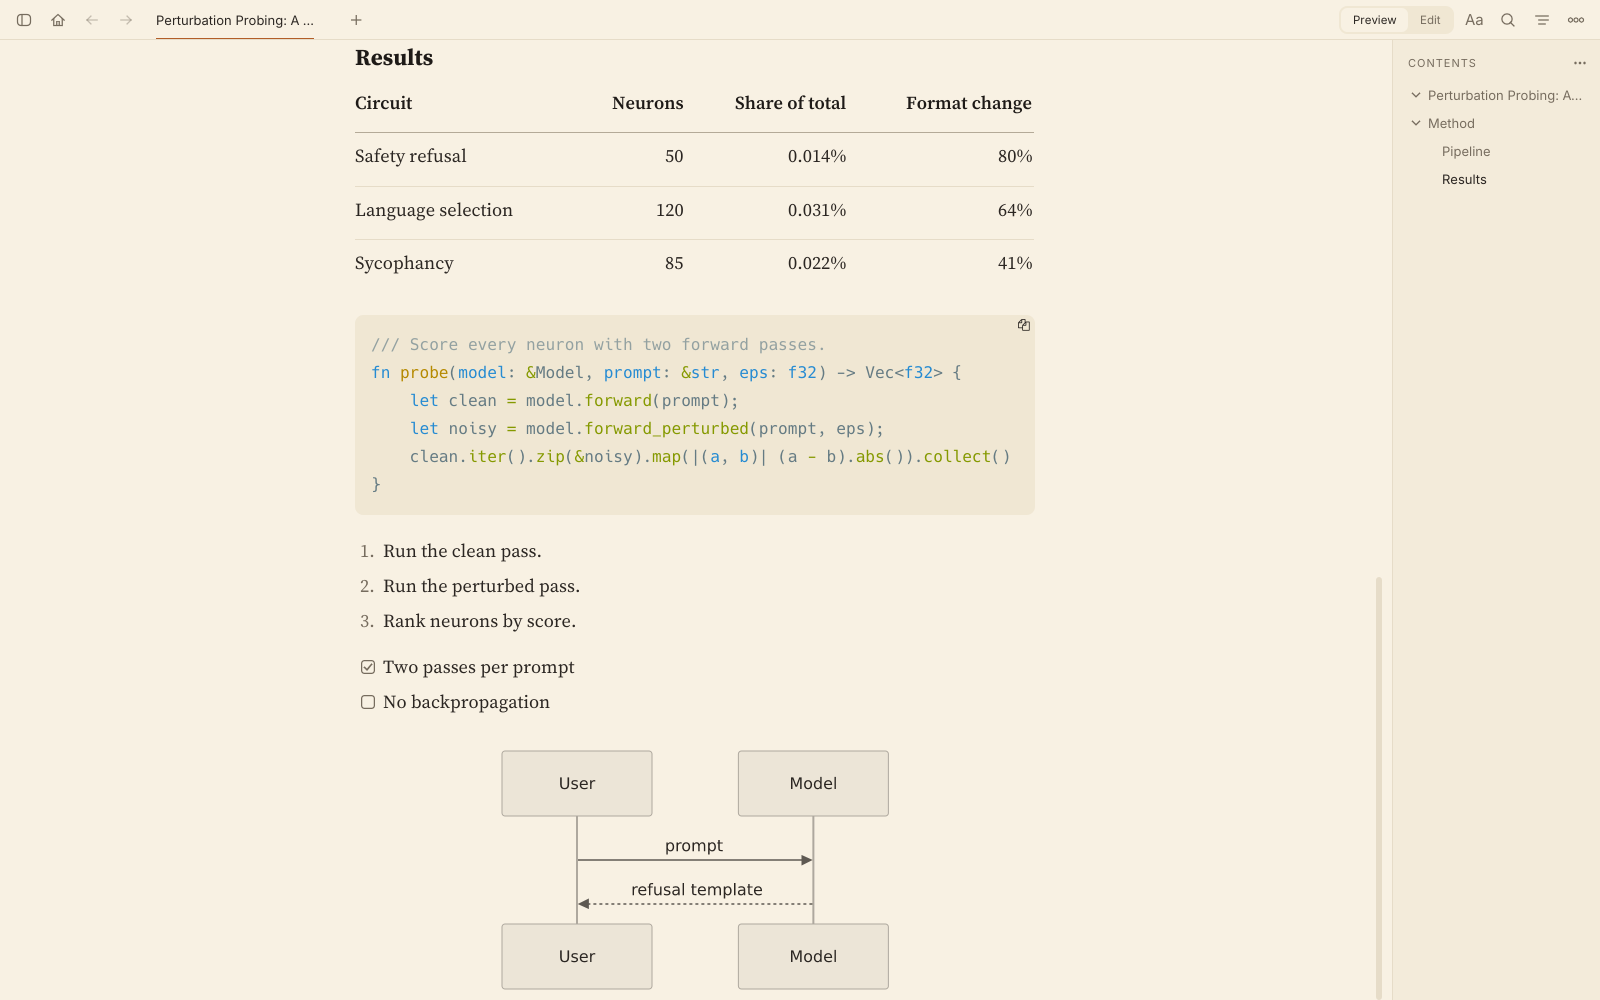 Perturbation Probing: A ...
Preview
Edit
Aa
Results
Circuit Neurons Share of total Format change
Safety refusal 50 0.014% 80%
Language selection 120 0.031% 64%
Sycophancy 85 0.022% 41%
/// Score every neuron with two forward passes.
fn probe(model: &Model, prompt: &str, eps: f32) -> Vec<f32> {
    let clean = model.forward(prompt);
    let noisy = model.forward_perturbed(prompt, eps);
    clean.iter().zip(&noisy).map(|(a, b)| (a - b).abs()).collect()
}
1. Run the clean pass.
2. Run the perturbed pass.
3. Rank neurons by score.
Two passes per prompt
No backpropagation
User Model
prompt
refusal template
User Model
CONTENTS
Perturbation Probing: A...
Method
Pipeline
Results